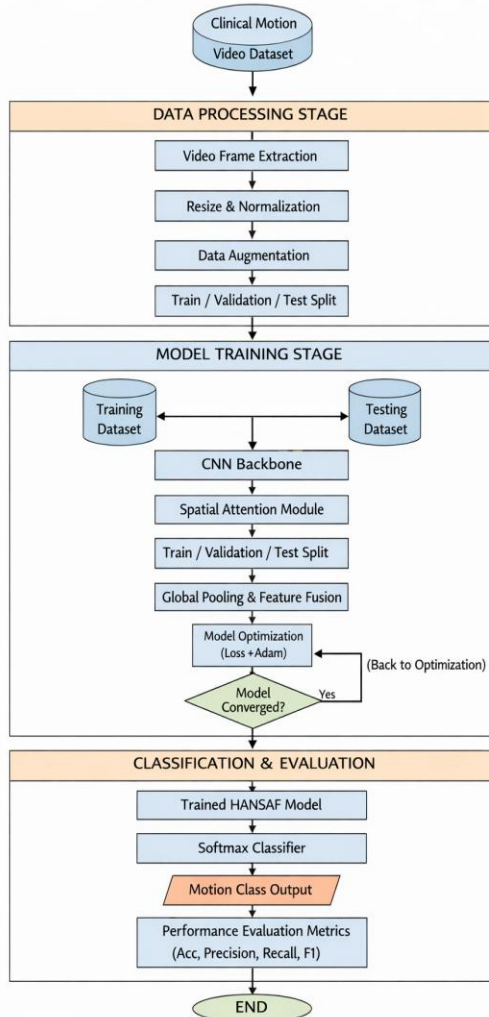 Clinical Motion
Video Dataset
DATA PROCESSING STAGE
Video Frame Extraction
Resize & Normalization
Data Augmentation
Train / Validation / Test Split
MODEL TRAINING STAGE
Training
Dataset
Testing
Dataset
CNN Backbone
Spatial Attention Module
Train / Validation / Test Split
Global Pooling & Feature Fusion
Model Optimization
(Loss +Adam)
(Back to Optimization)
Model
Converged?
Yes
CLASSIFICATION & EVALUATION
Trained HANSAF Model
Softmax Classifier
Motion Class Output
Performance Evaluation Metrics
(Acc, Precision, Recall, F1)
END